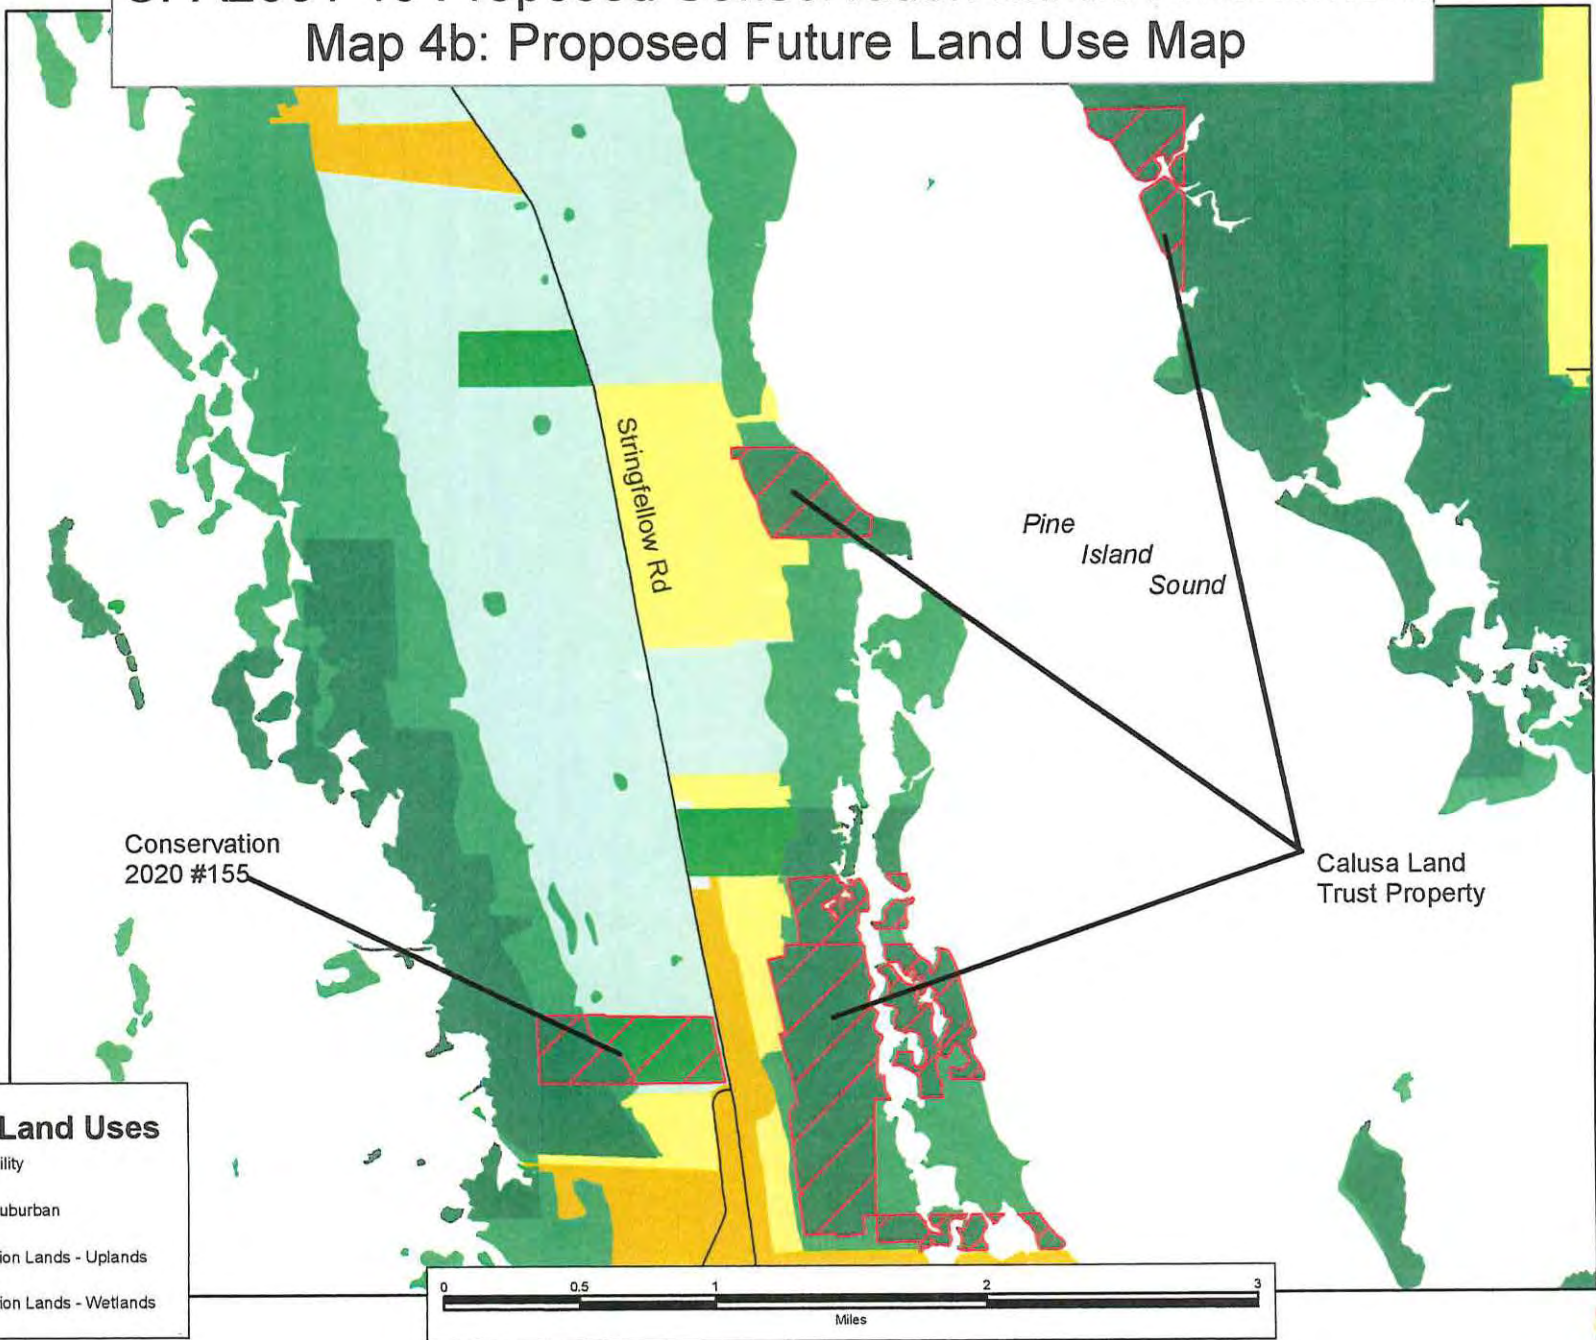 Map 4b: Proposed Future Land Use Map
Stringfellow Rd
Pine
Island
Sound
Conservation
2020 #155
Calusa Land
Trust Property
Land Uses
ility
uburban
ion Lands - Uplands
ion Lands - Wetlands
0 0.5 1 2 3
Miles